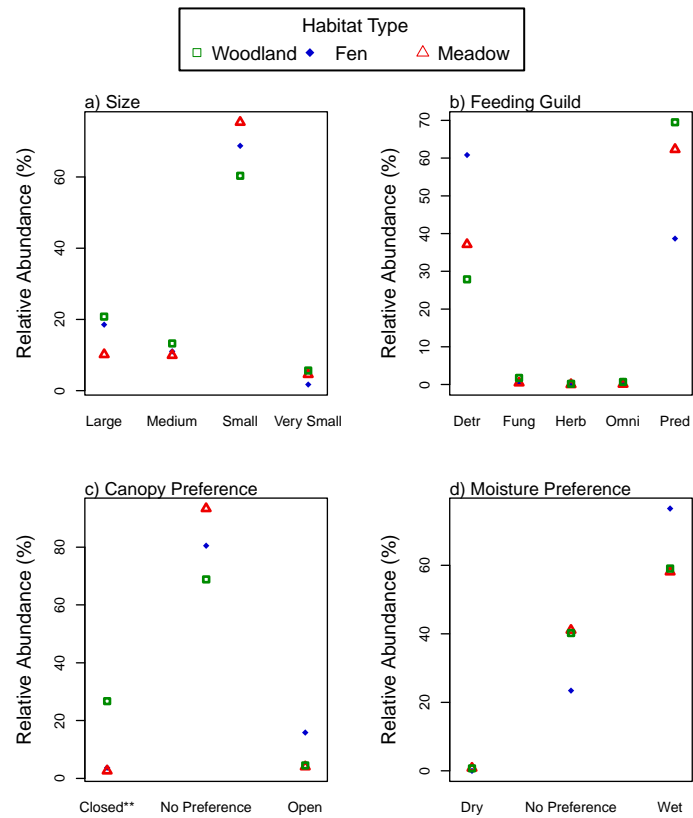 Habitat Type
Woodland Fen Meadow
a) Size
Relative Abundance (%)
0 20 40 60
Large Medium Small Very Small
b) Feeding Guild
Relative Abundance (%)
0 10 20 30 40 50 60 70
Detr Fung Herb Omni Pred
c) Canopy Preference
Relative Abundance (%)
0 20 40 60 80
Closed** No Preference Open
d) Moisture Preference
Relative Abundance (%)
0 20 40 60
Dry No Preference Wet